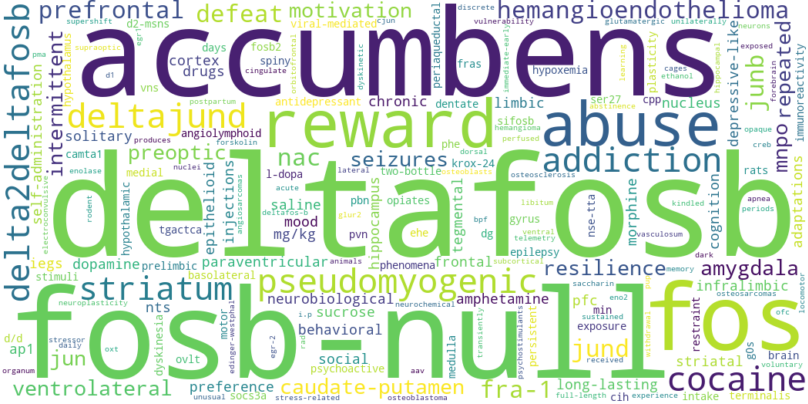 prefrontal
d2-msns
supershift
defeat
motivation
viral-mediated
cjun
discrete
hemangioendothelioma
delta2deltafosb
hypothalamus
intermittent
accumbens
periaqueductal
dyskinetic
orbitofrontal
immediate-early
vulnerability
glutamatergic
unilaterally
neurons
egr1
supraoptic
pma
days
fosb2
cortex
spiny
drugs
d1
cingulate
fras
hypoxemia
plasticity
learning
cages
ethanol
exposed
forebrain
hippocampal
depressive-like
junb
repeated
immunoreactivity
self-administration
vns
deltajund
postpartum
antidepressant
chronic
dentate
limbic
ser27
cpp
nucleus
mnpo
abstinence
solitary
angiolymphoid
forskolin
produces
reward
sifosb
hemangioma
perfused
abuse
opaque
creb
adaptations
camta1
preoptic
nac
phe
krox-24
dorsal
seizures
addiction
rats
enolase
medial
nuclei
epithelioid
injections
angiosarcomas
l-dopa
lateral
two-bottle
osteoblasts
osteosclerosis
rodent
electroconvulsive
hypothalamic
deltafosb
acute
saline
pbn
opiates
tegmental
libitum
kindled
apnea
periods
deltafos-b
mood
hippocampus
gyrus
ventral
telemetry
nse-tta
morphine
cognition
vasculosum
tgactca
mg/kg
pvn
glur2
ehe
dg
bpf
epilepsy
subcortical
dark
iegs
dopamine
prelimbic
paraventricular
animals
phenomena
frontal
resilience
memory
amygdala
stimuli
basolateral
striatum
pseudomyogenic
saccharin
infralimbic
neuroplasticity
nts
neurobiological
neurochemical
amphetamine
pfc
eno2
osteosarcomas
locomotor
d/d
dyskinesia
motor
edinger-westphal
i.p
sucrose
transiently
psychostimulants
persistent
min
sustained
exposure
restraint
withdrawal
ofc
fosb-null
fos
ap1
stressor
daily
egr-2
behavioral
jun
oxt
ovlt
social
medulla
jund
received
striatal
gos
brain
voluntary
organum
psychoactive
aav
cocaine
ventrolateral
preference
unusual
socs3a
caudate-putamen
stress-related
osteoblastoma
fra-1
long-lasting
full-length
cih
experience
intake
terminalis